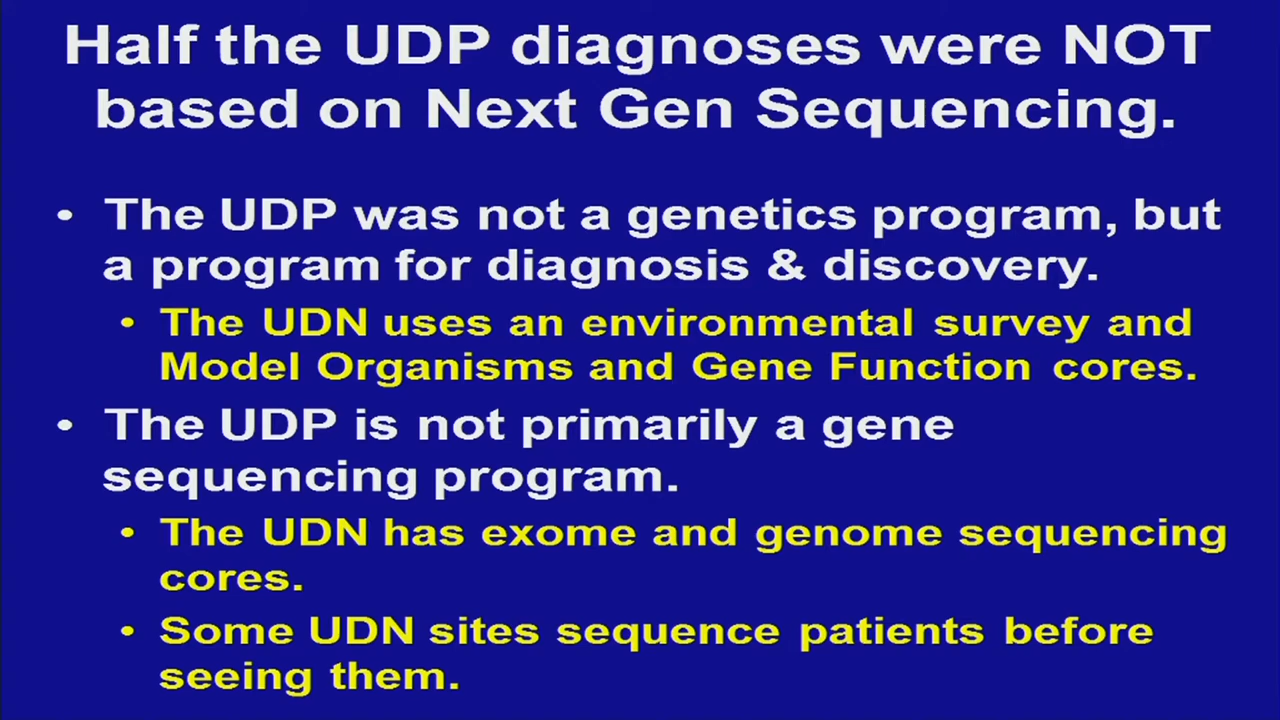 Half the UDP diagnoses were NOT
based on Next Gen Sequencing.
• The UDP was not a genetics program, but
a program for diagnosis & discovery.
• The UDN uses an environmental survey and
Model Organisms and Gene Function cores.
• The UDP is not primarily a gene
sequencing program.
• The UDN has exome and genome sequencing
cores.
• Some UDN sites sequence patients before
seeing them.